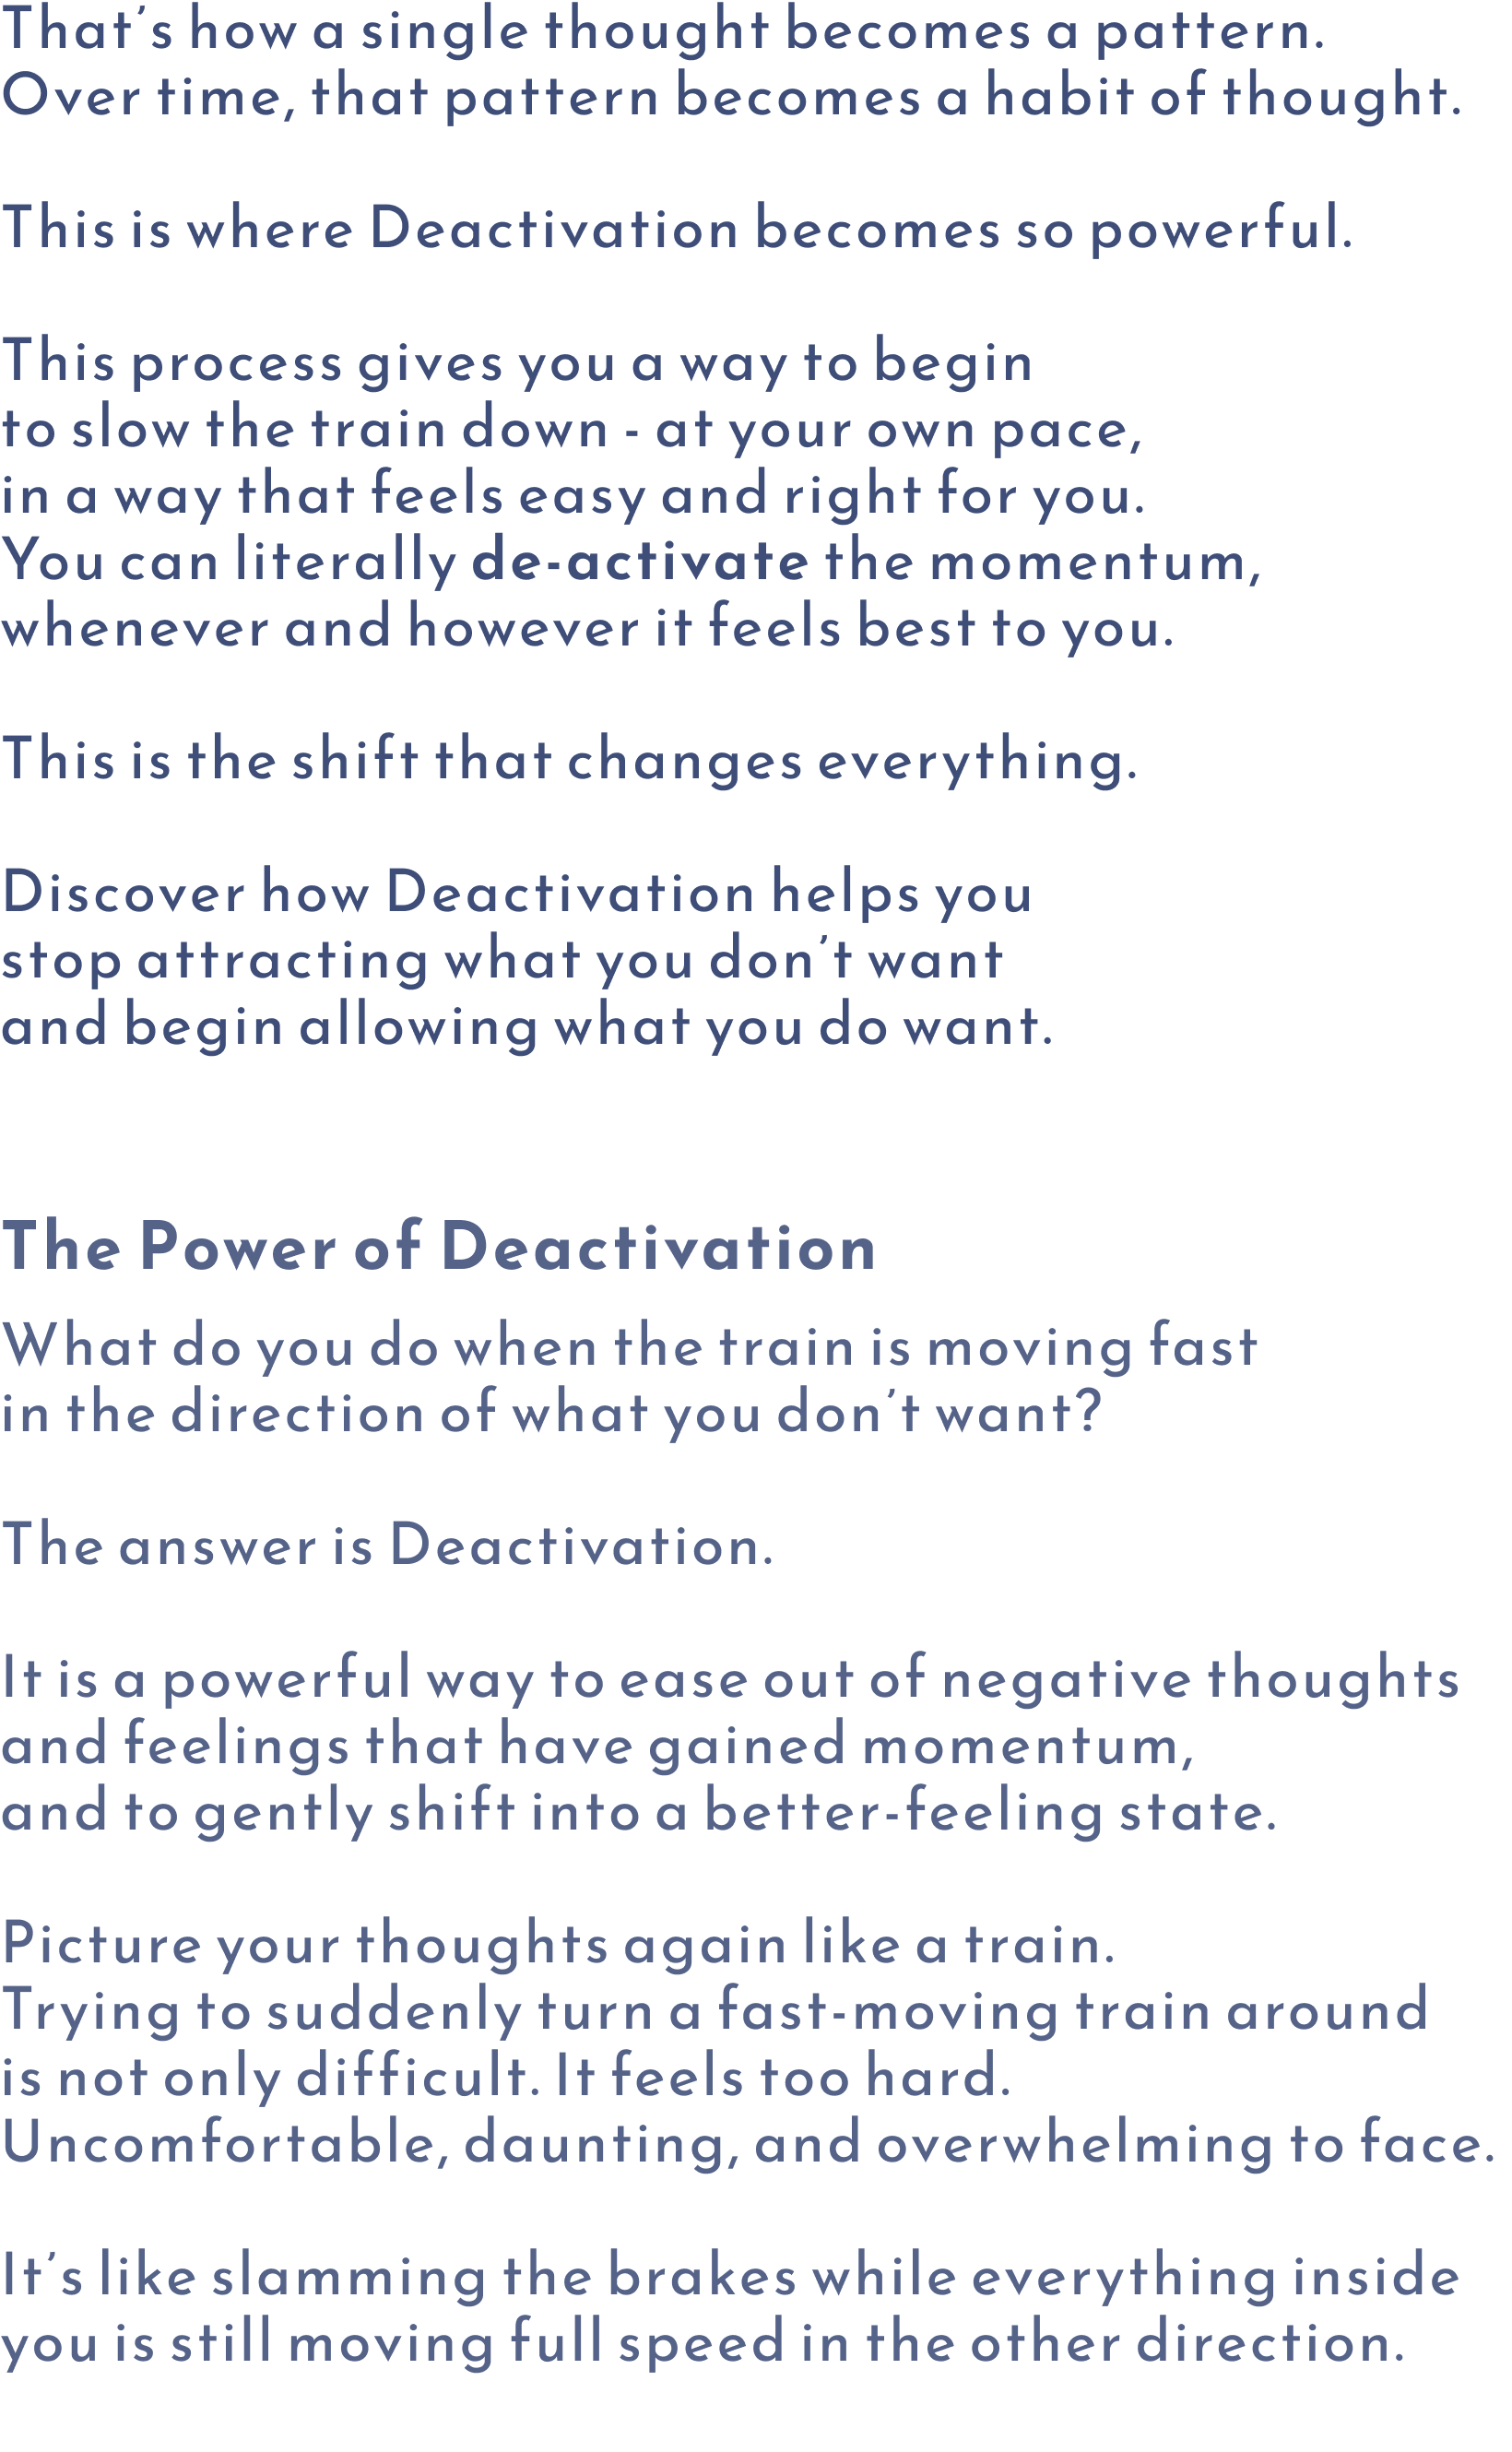 That’s how a single thought becomes a pattern.
Over time, that pattern becomes a habit of thought.
This is where Deactivation becomes so powerful.
This process gives you a way to begin
to slow the train down - at your own pace,
in a way that feels easy and right for you.
You can literally de-activate the momentum,
whenever and however it feels best to you.
This is the shift that changes everything.
Discover how Deactivation helps you
stop attracting what you don’t want
and begin allowing what you do want.
The Power of Deactivation
What do you do when the train is moving fast
in the direction of what you don’t want?
The answer is Deactivation.
It is a powerful way to ease out of negative thoughts
and feelings that have gained momentum,
and to gently shift into a better-feeling state.
Picture your thoughts again like a train.
Trying to suddenly turn a fast-moving train around
is not only difficult. It feels too hard.
Uncomfortable, daunting, and overwhelming to face.
It’s like slamming the brakes while everything inside
you is still moving full speed in the other direction.